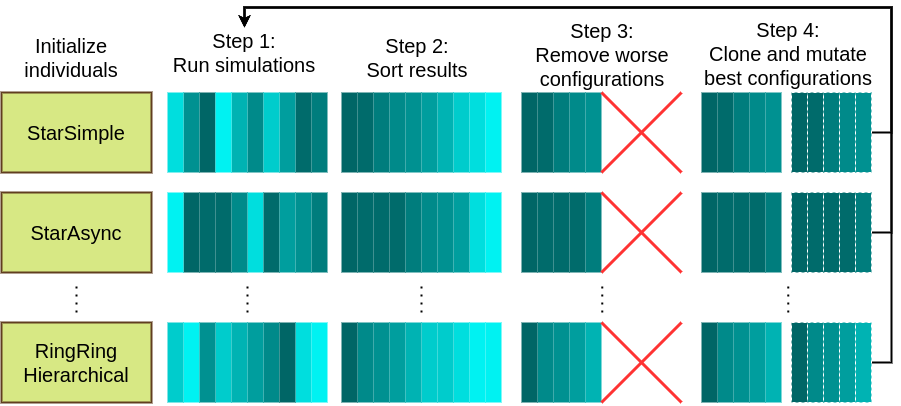 Initialize
individuals
Step 1:
Run simulations
Step 2:
Sort results
Step 3:
Remove worse
configurations
Step 4:
Clone and mutate
best configurations
StarSimple
StarAsync
RingRing
Hierarchical